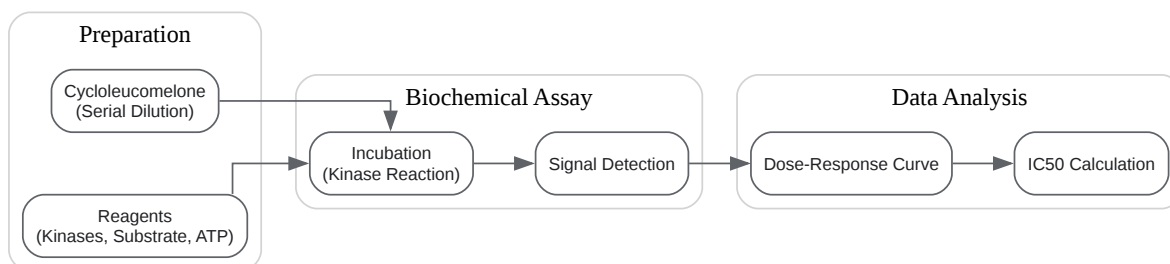 Preparation
Cycloleucomelone
(Serial Dilution)
Reagents
(Kinases, Substrate, ATP)
Biochemical Assay
Incubation
(Kinase Reaction)
Signal Detection
Data Analysis
Dose-Response Curve
IC50 Calculation